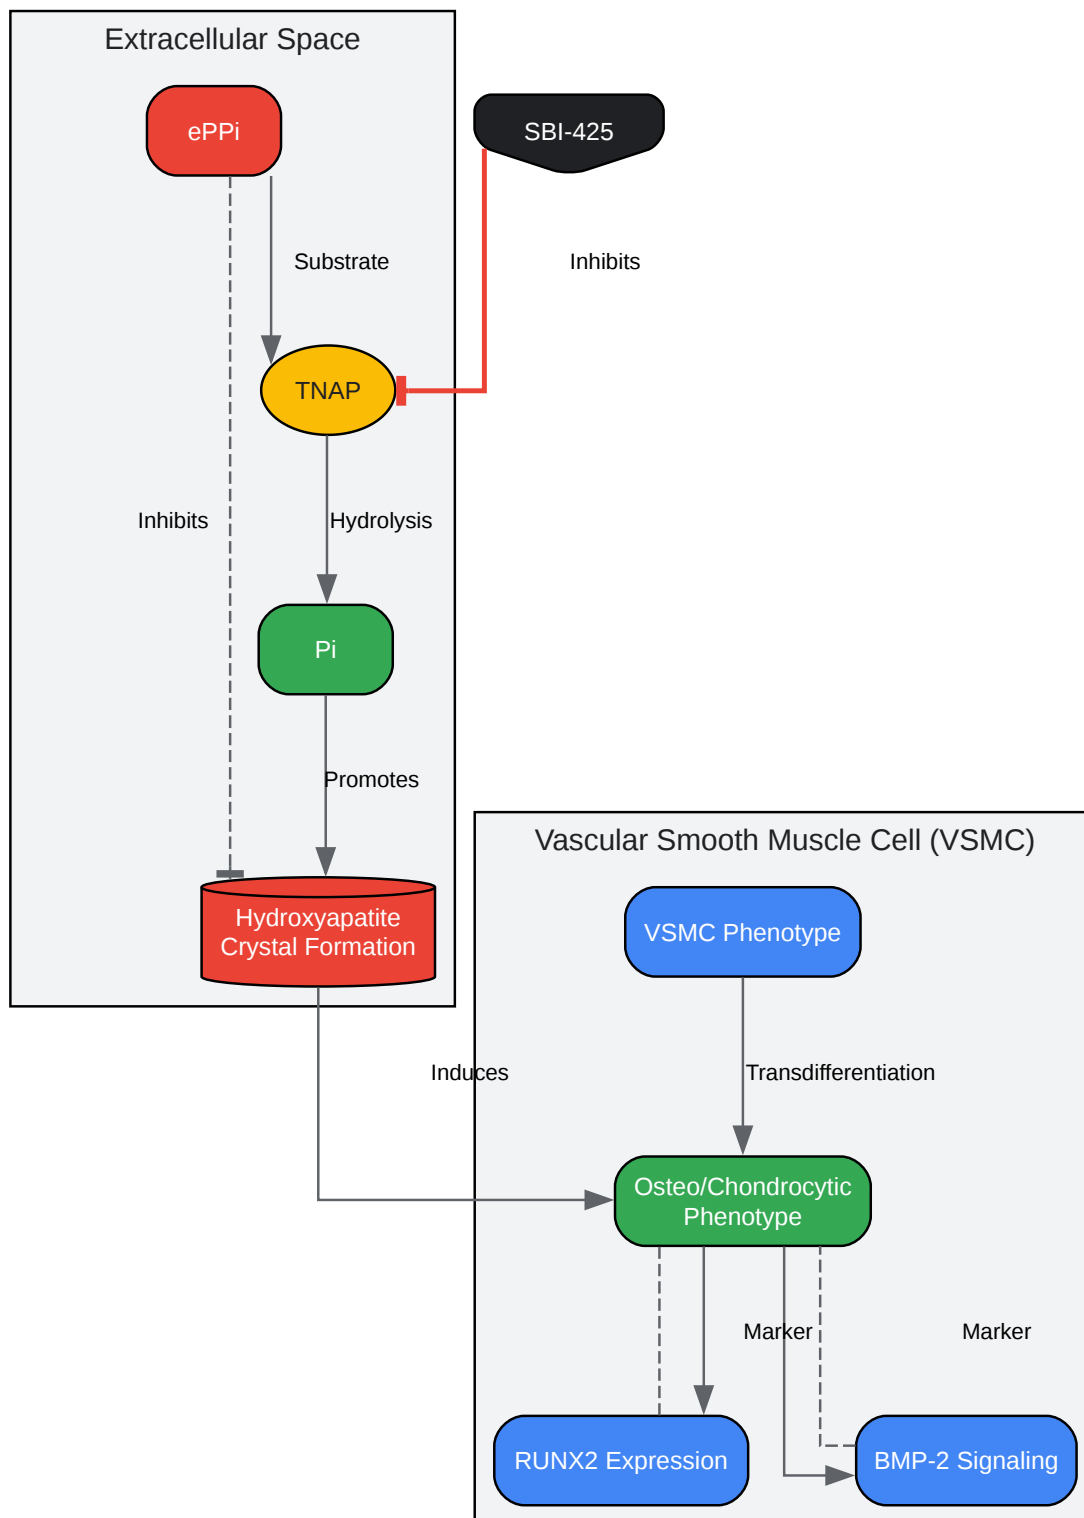 Extracellular Space
ePPi
SBI-425
Substrate
Inhibits
TNAP
Inhibits
Hydrolysis
Pi
Promotes
Vascular Smooth Muscle Cell (VSMC)
Hydroxyapatite
Crystal Formation
VSMC Phenotype
Induces
Transdifferentiation
Osteo/Chondrocytic
Phenotype
Marker
Marker
RUNX2 Expression
BMP-2 Signaling